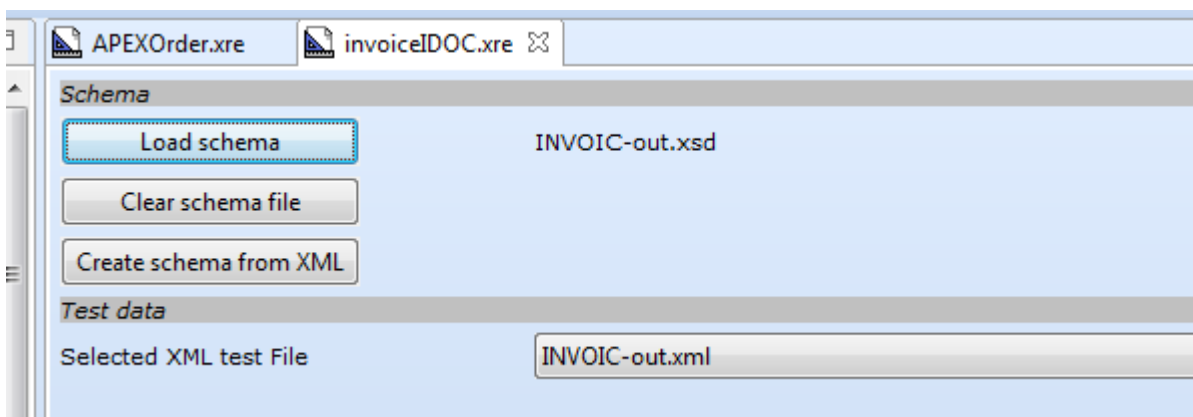 APEXOrder.xre invoiceIDOC.xre
Schema
Load schema INVOIC-out.xsd
Clear schema file
Create schema from XML
Test data
Selected XML test File INVOIC-out.xml